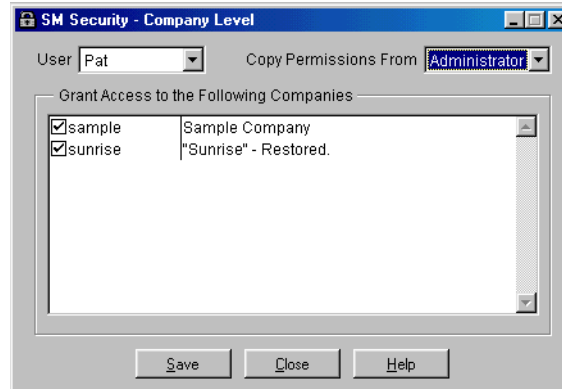 SM Security - Company Level
User Pat Copy Permissions From Administrator
Grant Access to the Following Companies
sample Sample Company
sunrise "Sunrise" - Restored.
Save Close Help